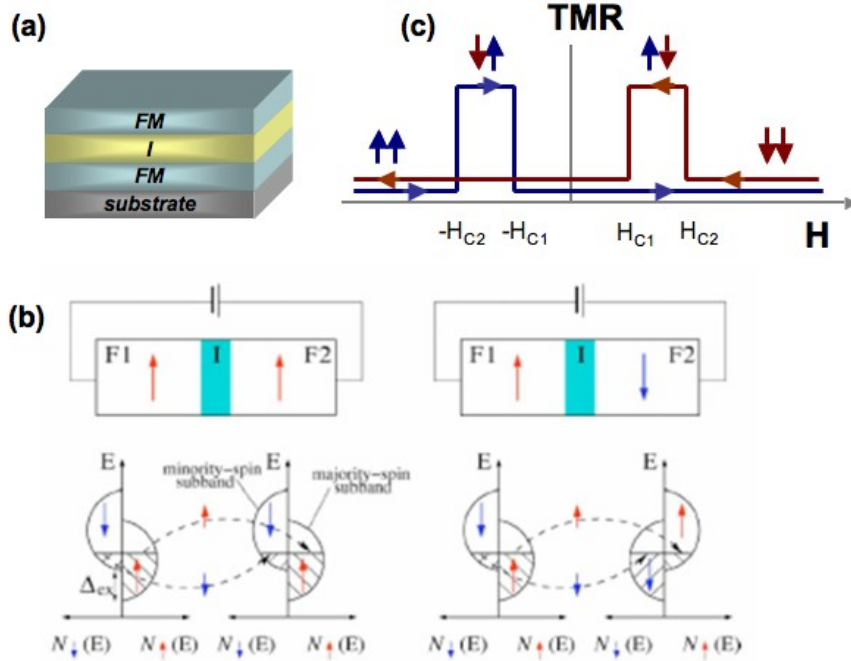 (a)
FM
I
FM
substrate
(c)
TMR
-H_C2 -H_C1 H_C1 H_C2 H
(b)
F1 I F2
F1 I F2
E minority-spin subband E majority-spin subband
Δex
N↓(E) N↑(E) N↓(E) N↑(E)
E E
N↓(E) N↑(E) N↓(E) N↑(E)